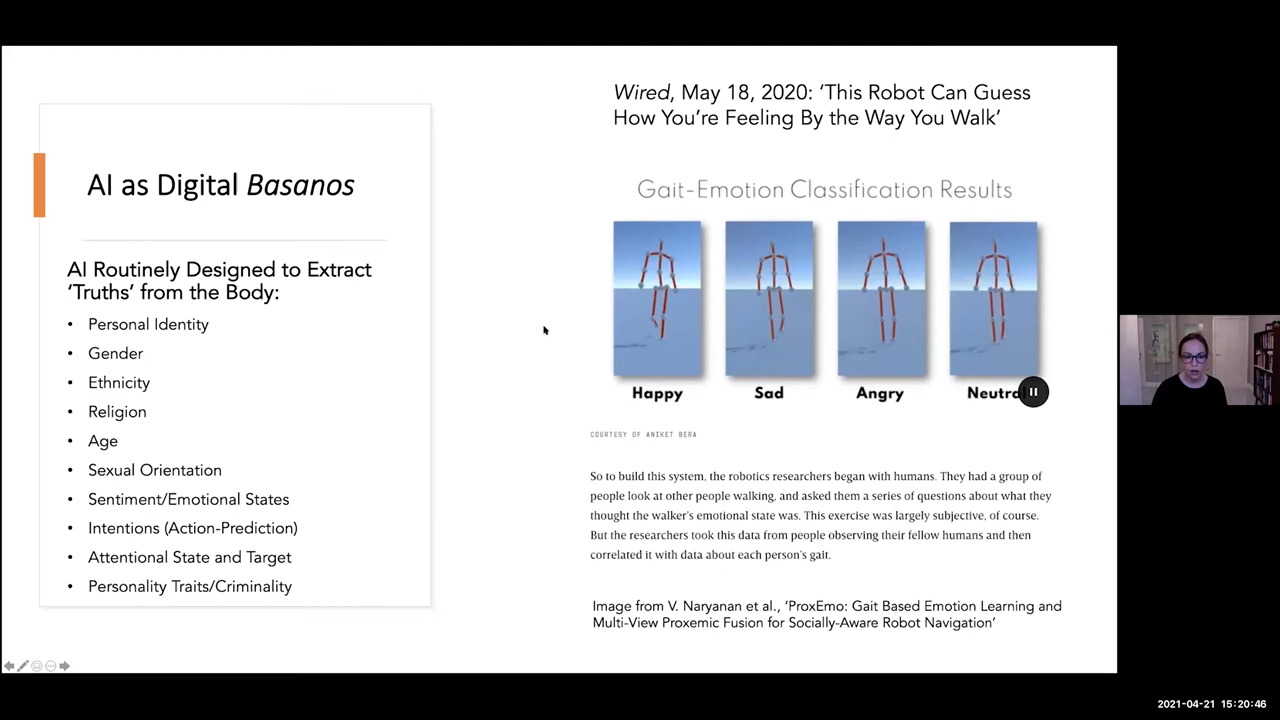 AI as Digital Basanos
AI Routinely Designed to Extract
‘Truths’ from the Body:
• Personal Identity
• Gender
• Ethnicity
• Religion
• Age
• Sexual Orientation
• Sentiment/Emotional States
• Intentions (Action-Prediction)
• Attentional State and Target
• Personality Traits/Criminality
Wired, May 18, 2020: ‘This Robot Can Guess
How You’re Feeling By the Way You Walk’
Gait-Emotion Classification Results
Happy Sad Angry Neutral
COURTESY OF ANIKET BERA
So to build this system, the robotics researchers began with humans. They had a group of
people look at other people walking, and asked them a series of questions about what they
thought the walker's emotional state was. This exercise was largely subjective, of course.
But the researchers took this data from people observing their fellow humans and then
correlated it with data about each person's gait.
Image from V. Naryanan et al., ‘ProxEmo: Gait Based Emotion Learning and
Multi-View Proxemic Fusion for Socially-Aware Robot Navigation’
2021-04-21 15:20:46